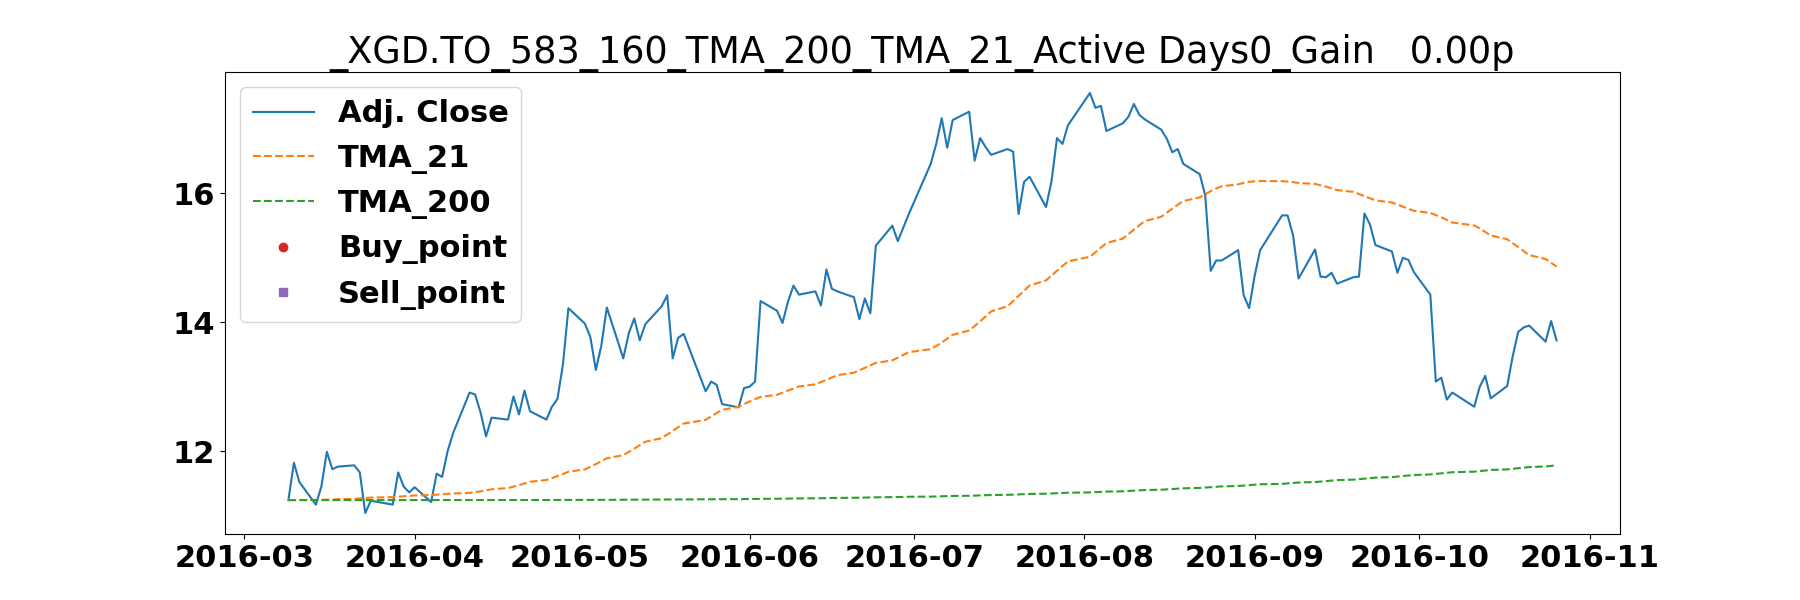 _XGD.TO_583_160_TMA_200_TMA_21_Active Days0_Gain   0.00p
Adj. Close
TMA_21
TMA_200
Buy_point
Sell_point
16
14
12
2016-03 2016-04 2016-05 2016-06 2016-07 2016-08 2016-09 2016-10 2016-11